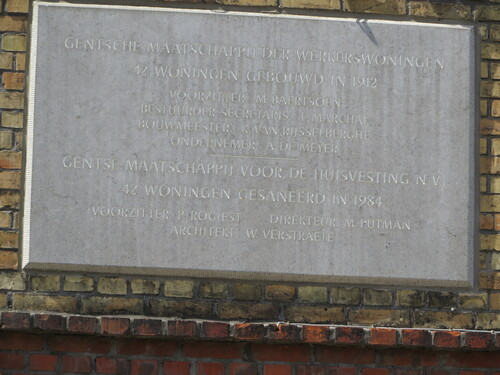 GENTSCHE MAATSCHAPPIJ DER WERKERSWONINGEN
42 WONINGEN GEBOUWD IN 1912
VOORZITTER: M. BAERTSOEN
BESTUURDER-SECRETARIS: L. MARCHAL
BOUWMEESTER: K. VAN RIJSSELBERGHE
ONDERNEMER: A. DE MEYER
GENTSE MAATSCHAPPIJ VOOR DE HUISVESTING N.V.
42 WONINGEN GESANEERD IN 1984
VOORZITTER: P. ROGIEST DIREKTEUR: M. PUTMAN
ARCHITEKT: W. VERSTRAETE